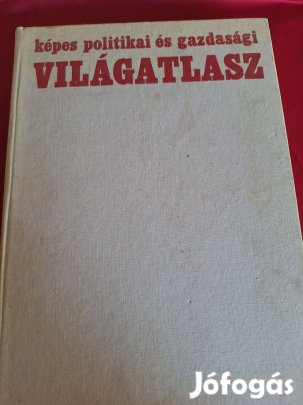 képes politikai és gazdasági
VILÁGATLASZ
Jófogás